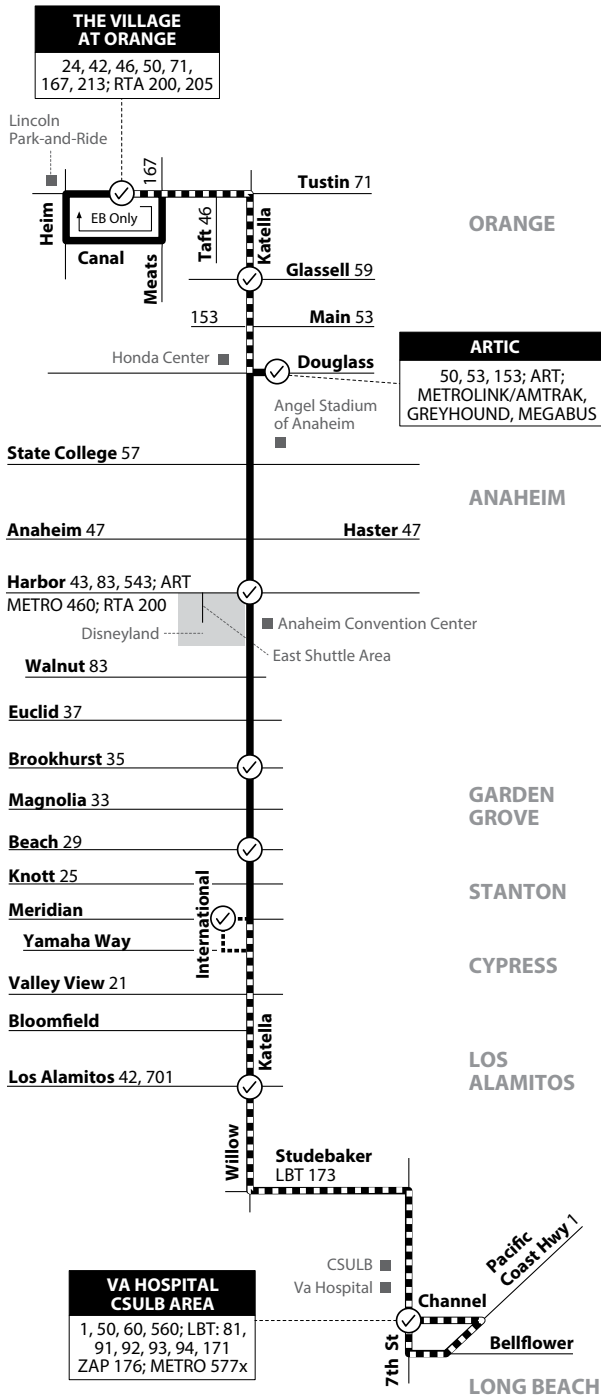 THE VILLAGE
AT ORANGE
24, 42, 46, 50, 71,
167, 213; RTA 200, 205
Lincoln
Park-and-Ride
167
Tustin 71
Heim
EB Only
Canal
Meats
Taft 46
Katella
ORANGE
Glassell 59
153
Main 53
Honda Center
Douglass
ARTIC
50, 53, 153; ART;
METROLINK/AMTRAK,
GREYHOUND, MEGABUS
Angel Stadium
of Anaheim
State College 57
ANAHEIM
Anaheim 47
Haster 47
Harbor 43, 83, 543; ART
METRO 460; RTA 200
Disneyland
Anaheim Convention Center
East Shuttle Area
Walnut 83
Euclid 37
Brookhurst 35
Magnolia 33
GARDEN
GROVE
Beach 29
Knott 25
STANTON
Meridian
International
Yamaha Way
CYPRESS
Valley View 21
Bloomfield
Katella
LOS
ALAMITOS
Los Alamitos 42, 701
Willow
Studebaker
LBT 173
Pacific
Coast Hwy 1
CSULB
Va Hospital
VA HOSPITAL
CSULB AREA
1, 50, 60, 560; LBT: 81,
91, 92, 93, 94, 171
ZAP 176; METRO 577x
Channel
7th St
Bellflower
LONG BEACH